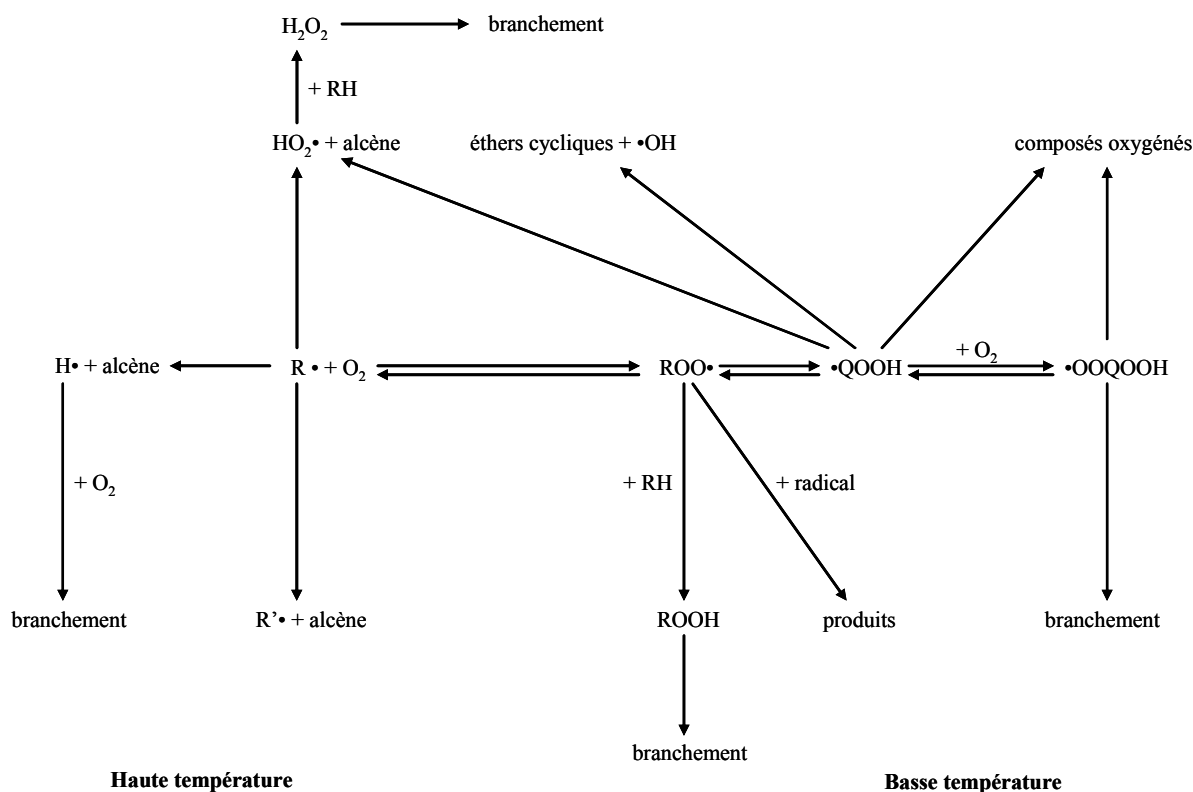 H₂O₂ branchement
+ RH
HO₂• + alcène éthers cycliques + •OH composés oxygénés
+ O₂
H• + alcène R • + O₂ ROO• •QOOH •OOQOOH
+ O₂ + RH + radical
branchement R’• + alcène ROOH produits branchement
branchement
Haute température Basse température